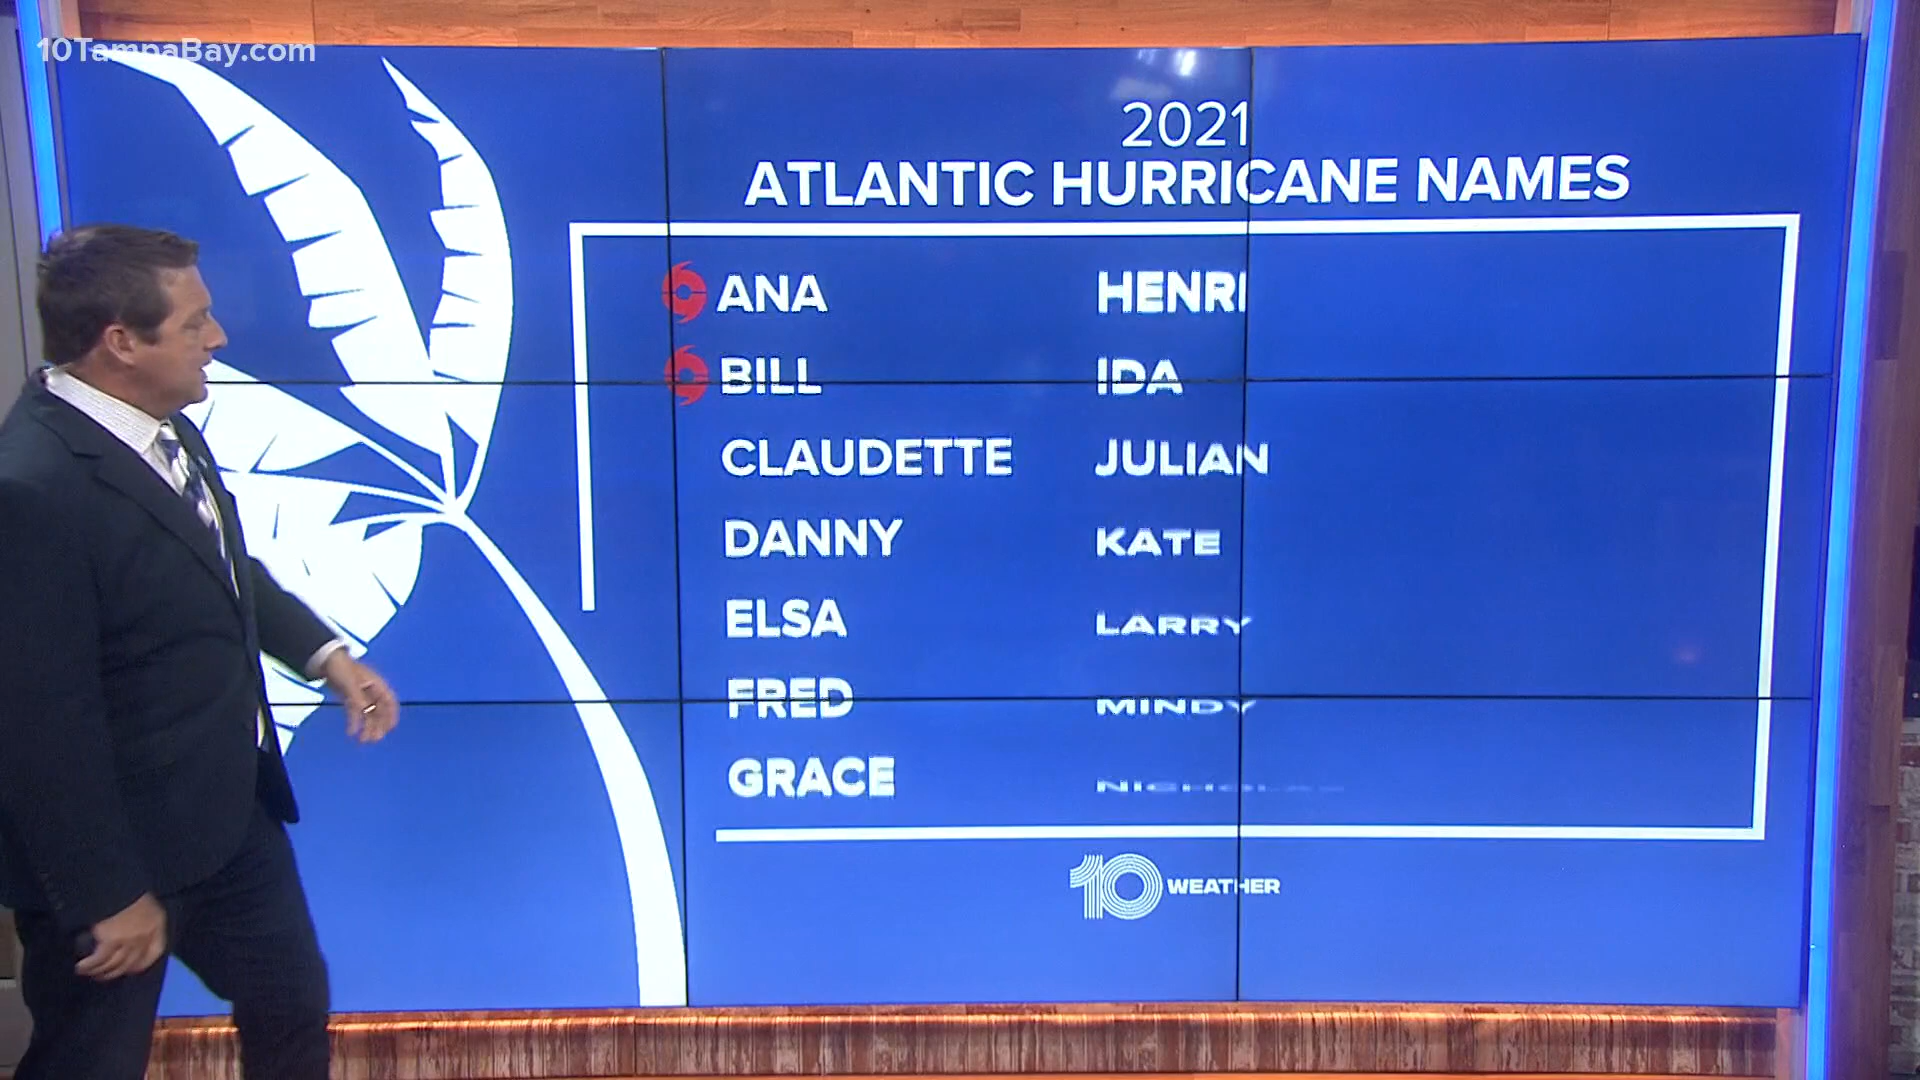 10TampaBay.com
2021
ATLANTIC HURRICANE NAMES
ANA
BILL
CLAUDETTE
DANNY
ELSA
FRED
GRACE
HENRI
IDA
JULIAN
KATE
LARRY
MINDY
NICHOLAS
10 WEATHER